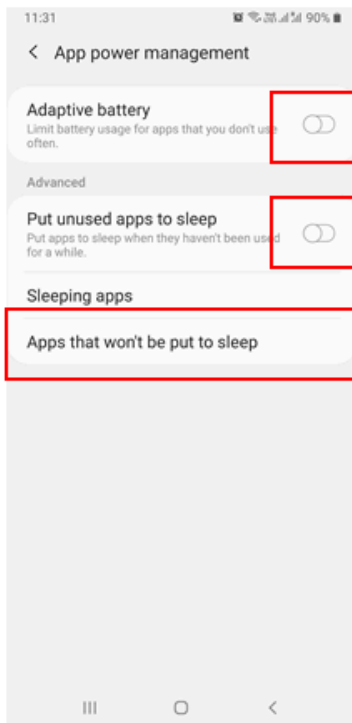 11:31 90%
App power management
Adaptive battery
Limit battery usage for apps that you don't use
often.
Advanced
Put unused apps to sleep
Put apps to sleep when they haven't been used
for a while.
Sleeping apps
Apps that won't be put to sleep